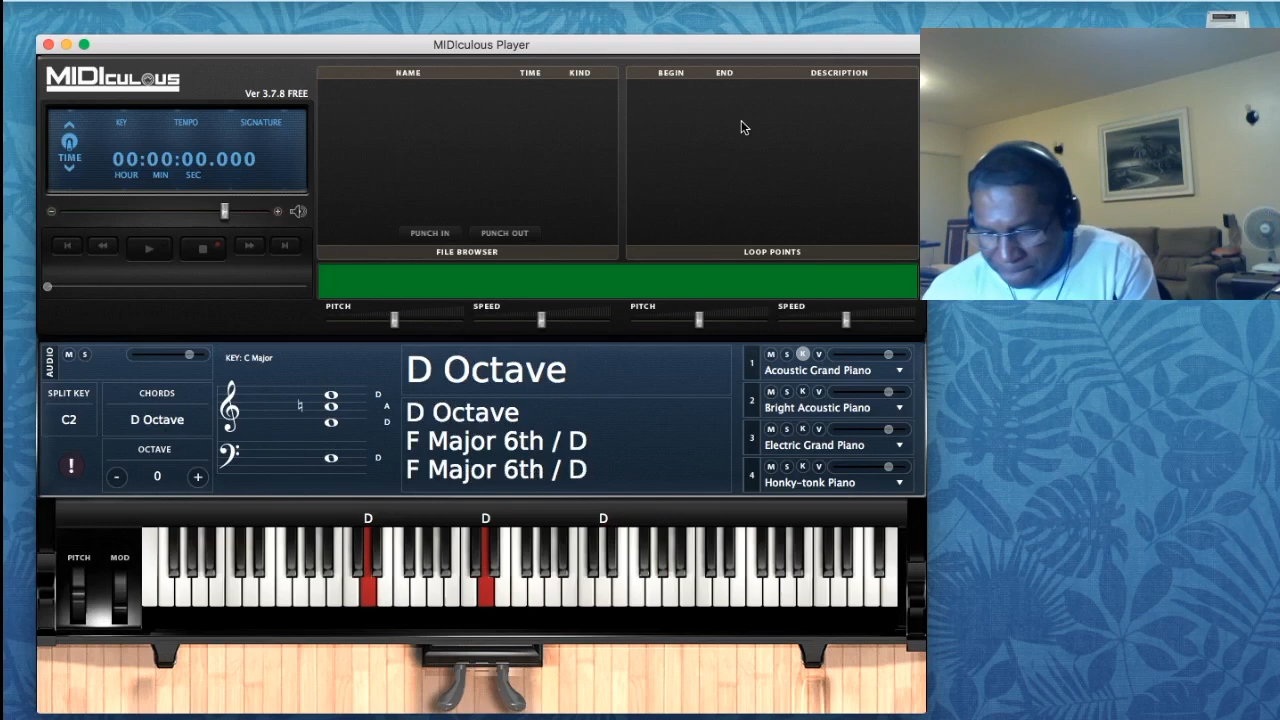 MIDIculous Player
MIDIculous
Ver 3.7.8 FREE
KEY TEMPO SIGNATURE
TIME
00:00:00.000
HOUR MIN SEC
NAME TIME KIND
PUNCH IN PUNCH OUT
FILE BROWSER
BEGIN END DESCRIPTION
LOOP POINTS
PITCH SPEED PITCH SPEED
AUDIO
M S
SPLIT KEY
C2
!
CHORDS
D Octave
OCTAVE
- 0 +
KEY: C Major
D
A
D
D
D Octave
D Octave
F Major 6th / D
F Major 6th / D
1 M S K V
Acoustic Grand Piano
2 M S K V
Bright Acoustic Piano
3 M S K V
Electric Grand Piano
4 M S K V
Honky-tonk Piano
D D D
PITCH MOD